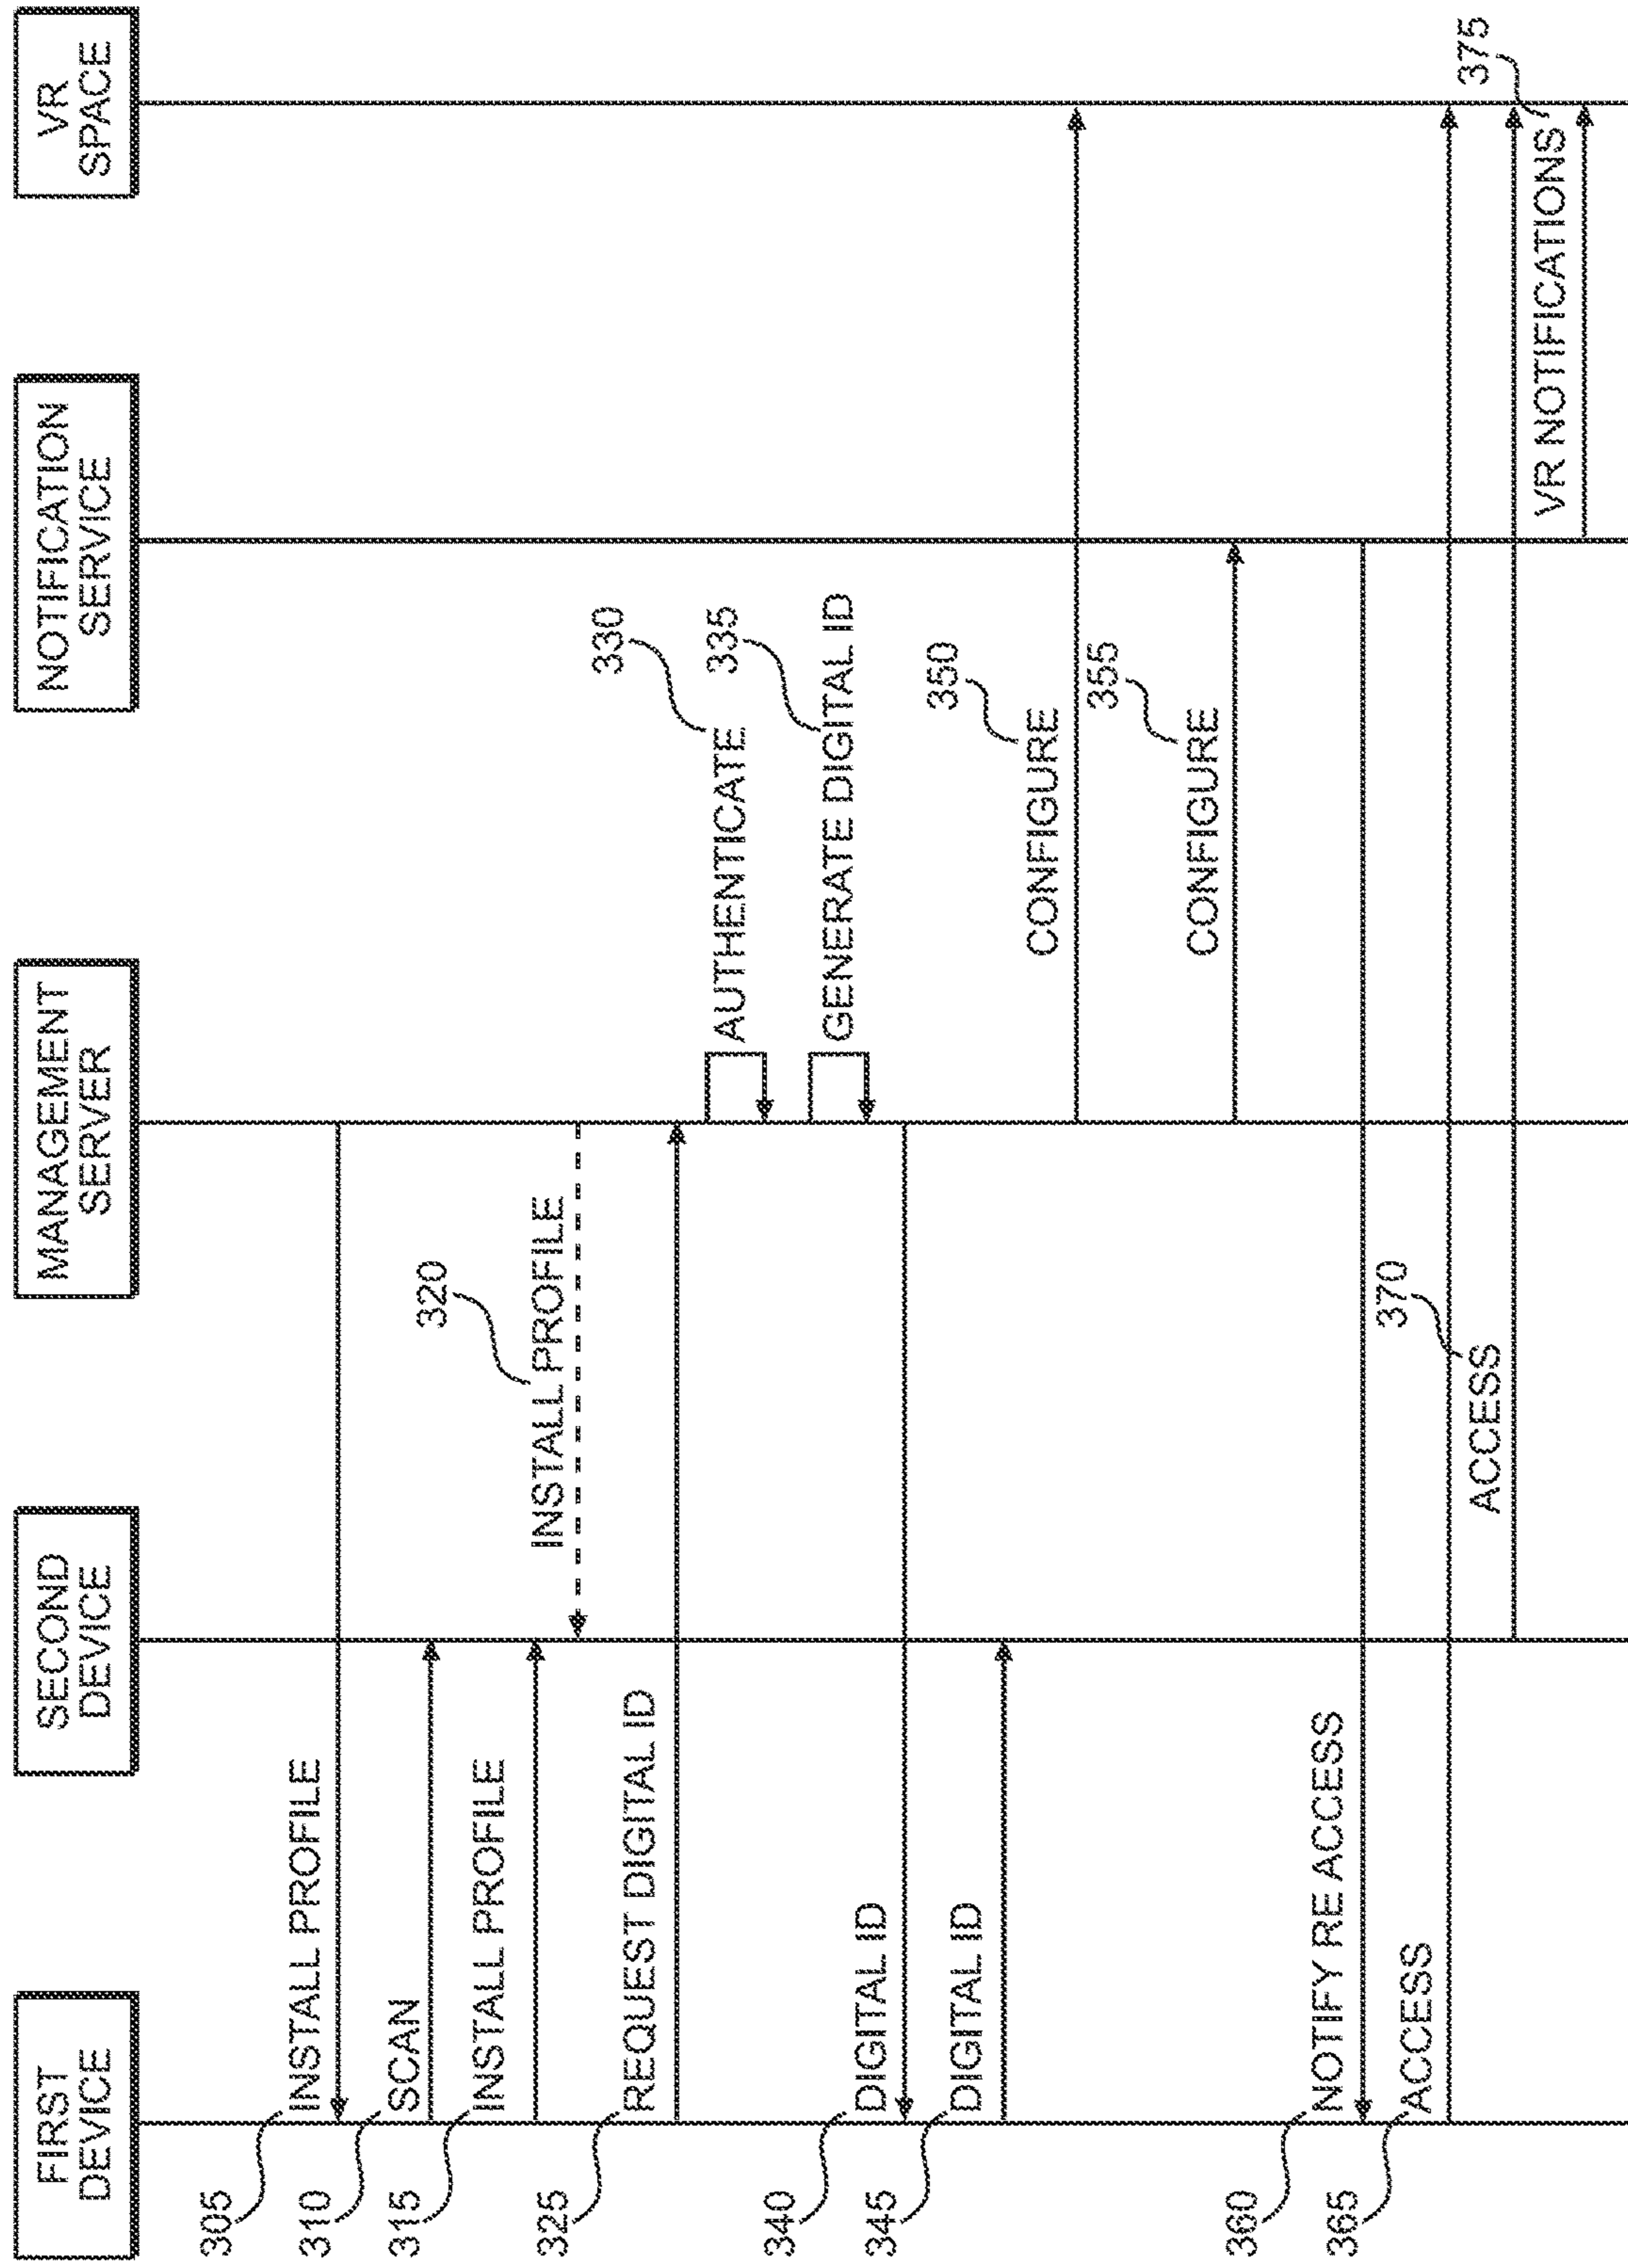 FIRST
DEVICE
SECOND
DEVICE
MANAGEMENT
SERVER
NOTIFICATION
SERVICE
VR
SPACE
305
INSTALL PROFILE
310
SCAN
315
INSTALL PROFILE
320
INSTALL PROFILE
325
REQUEST DIGITAL ID
330
AUTHENTICATE
335
GENERATE DIGITAL ID
340
DIGITAL ID
345
DIGITAL ID
350
CONFIGURE
355
CONFIGURE
360
NOTIFY RE ACCESS
365
ACCESS
370
ACCESS
375
VR NOTIFICATIONS